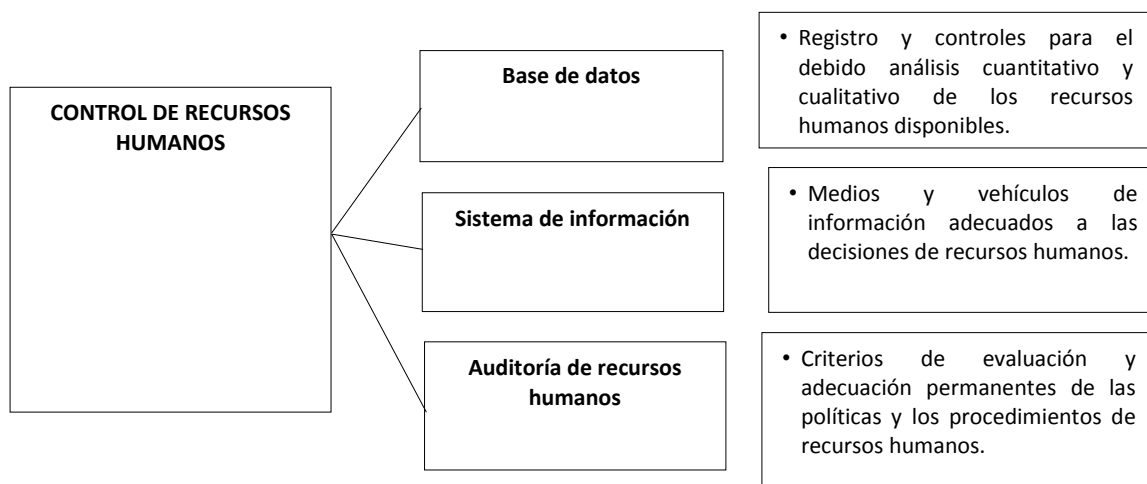 CONTROL DE RECURSOS
HUMANOS
Base de datos
• Registro y controles para el
debido análisis cuantitativo y
cualitativo de los recursos
humanos disponibles.
Sistema de información
• Medios y vehículos de
información adecuados a las
decisiones de recursos humanos.
Auditoría de recursos
humanos
• Criterios de evaluación y
adecuación permanentes de las
políticas y los procedimientos de
recursos humanos.